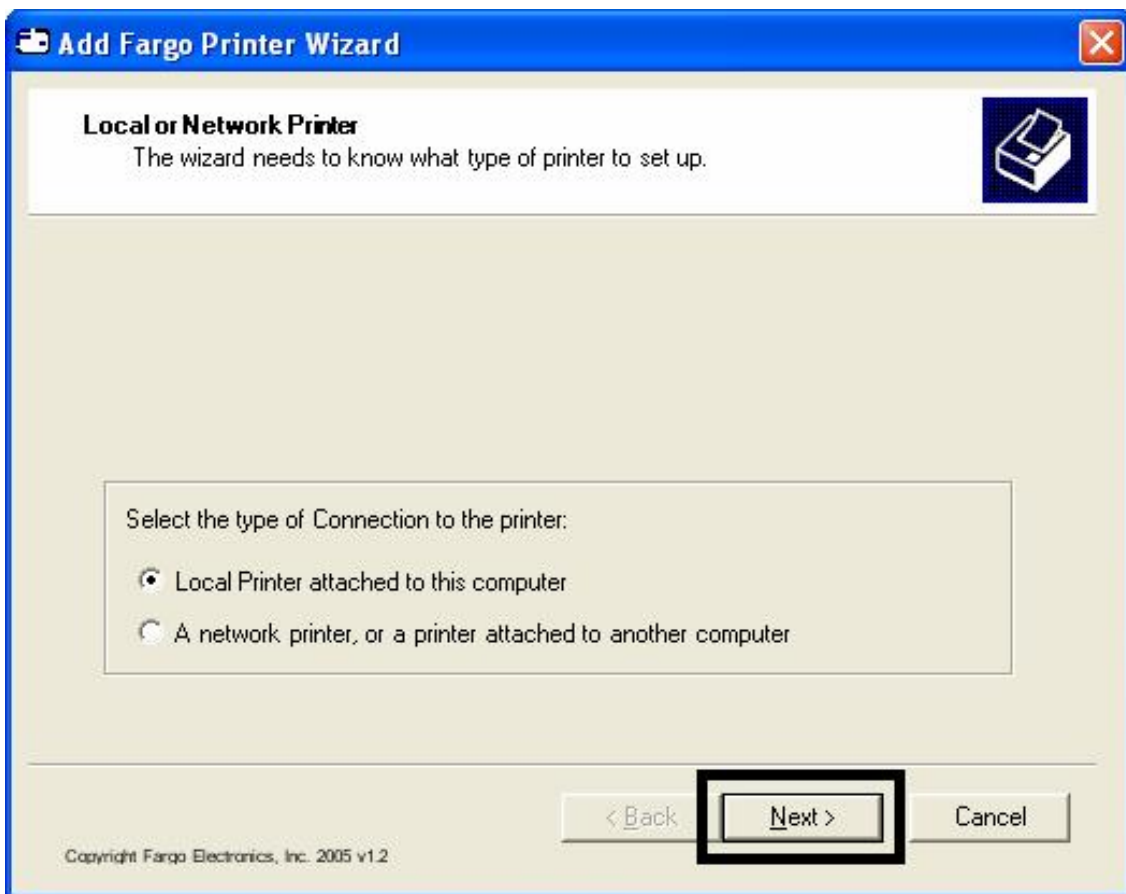 Add Fargo Printer Wizard
Local or Network Printer
The wizard needs to know what type of printer to set up.
Select the type of Connection to the printer:
Local Printer attached to this computer
A network printer, or a printer attached to another computer
< Back Next > Cancel
Copyright Fargo Electronics, Inc. 2005 v1.2